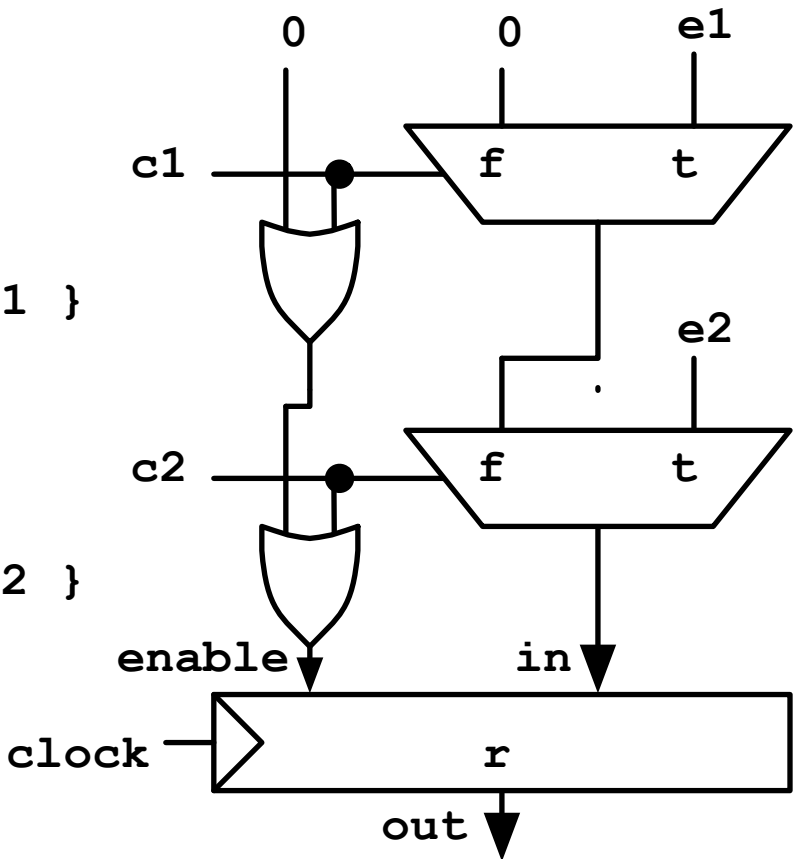 0 0 e1
c1 f t
1 }
e2
c2 f t
2 }
enable in
clock r
out